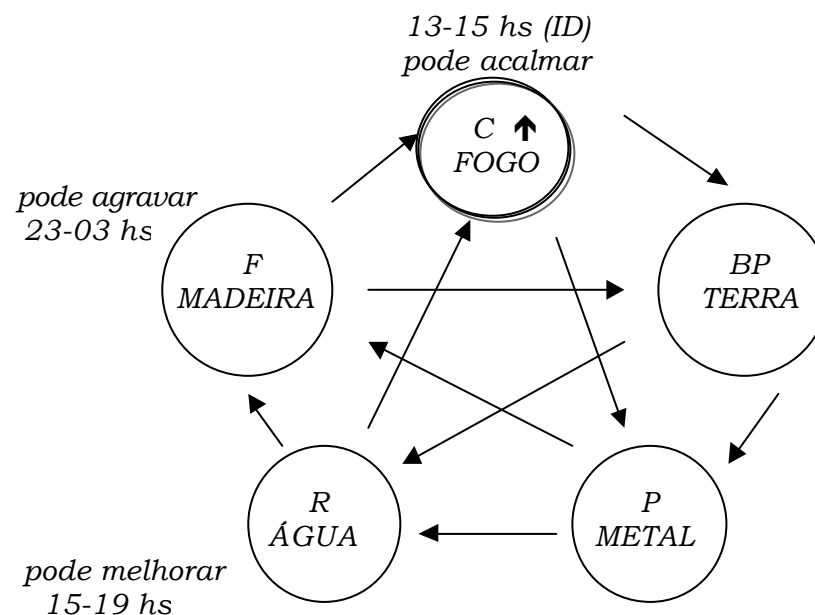 13-15 hs (ID)
pode acalmar
C
FOGO
pode agravar
23-03 hs
F
MADEIRA
BP
TERRA
R
ÁGUA
P
METAL
pode melhorar
15-19 hs